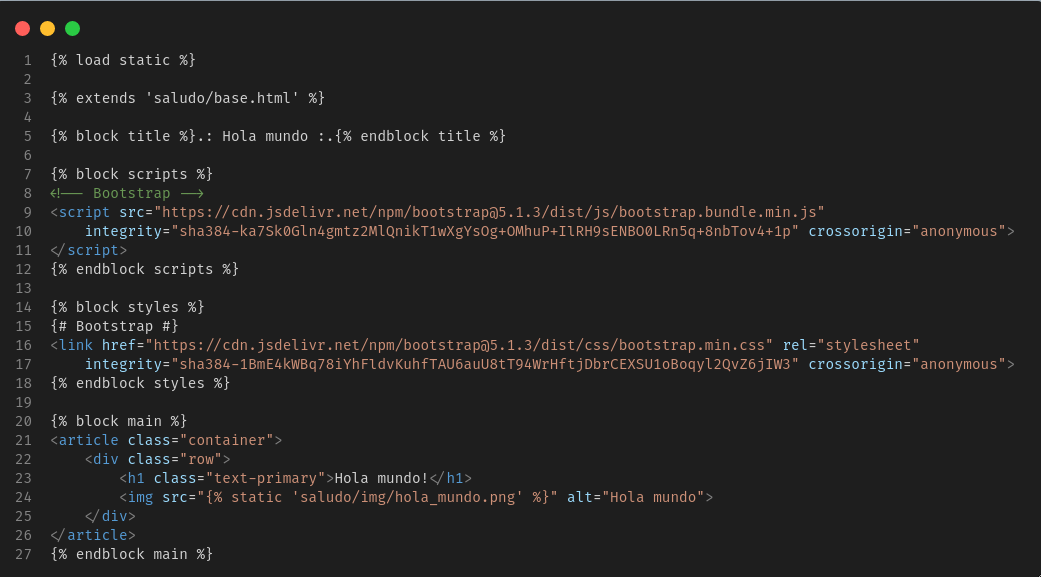 1 {% load static %}
2
3 {% extends 'saludo/base.html' %}
4
5 {% block title %}.: Hola mundo :.{% endblock title %}
6
7 {% block scripts %}
8 <!-- Bootstrap -->
9 <script src="https://cdn.jsdelivr.net/npm/bootstrap@5.1.3/dist/js/bootstrap.bundle.min.js"
10     integrity="sha384-ka7Sk0Gln4gmtz2MlQnikT1wXgYsOg+OMhuP+IlRH9sENBO0LRn5q+8nbTov4+1p" crossorigin="anonymous">
11 </script>
12 {% endblock scripts %}
13
14 {% block styles %}
15 {# Bootstrap #}
16 <link href="https://cdn.jsdelivr.net/npm/bootstrap@5.1.3/dist/css/bootstrap.min.css" rel="stylesheet"
17     integrity="sha384-1BmE4kWBq78iYhFldvKuhfTAU6auU8tT94WrHftjDbrCEXSU1oBoqyl2QvZ6jIW3" crossorigin="anonymous">
18 {% endblock styles %}
19
20 {% block main %}
21 <article class="container">
22     <div class="row">
23         <h1 class="text-primary">Hola mundo!</h1>
24         <img src="{% static 'saludo/img/hola_mundo.png' %}" alt="Hola mundo">
25     </div>
26 </article>
27 {% endblock main %}